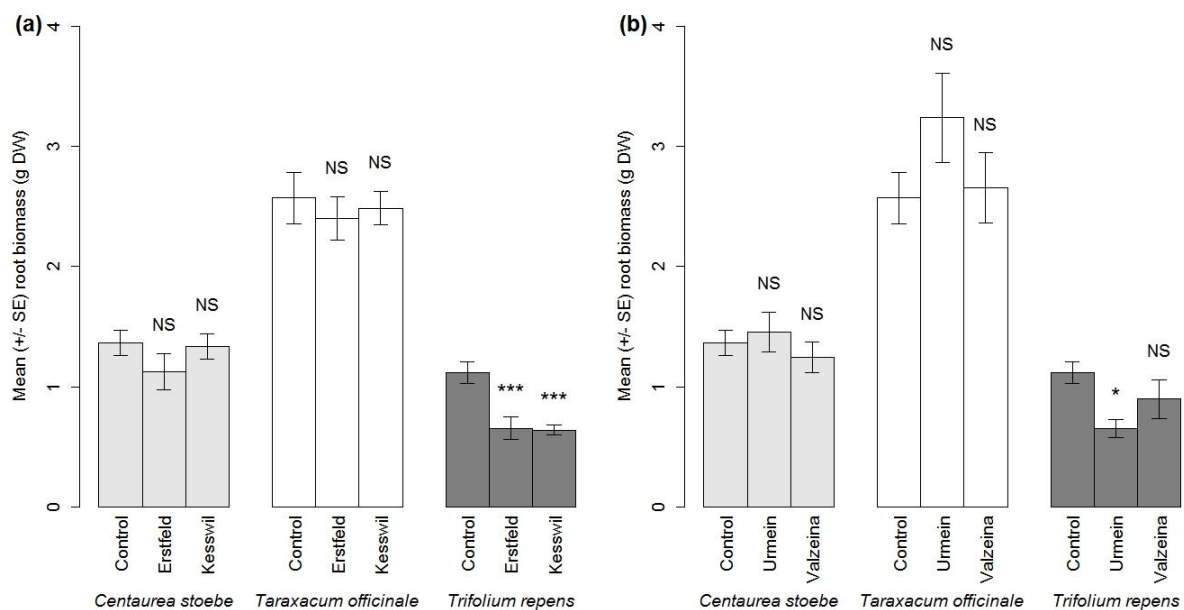 (a)
Mean (+/- SE) root biomass (g DW)
4
3
2
1
0
NS
NS
NS
NS
***
***
Control
Erstfeld
Kesswil
Control
Erstfeld
Kesswil
Control
Erstfeld
Kesswil
Centaurea stoebe
Taraxacum officinale
Trifolium repens
(b)
Mean (+/- SE) root biomass (g DW)
4
3
2
1
0
NS
NS
NS
NS
*
NS
Control
Urmein
Valzeina
Control
Urmein
Valzeina
Control
Urmein
Valzeina
Centaurea stoebe
Taraxacum officinale
Trifolium repens